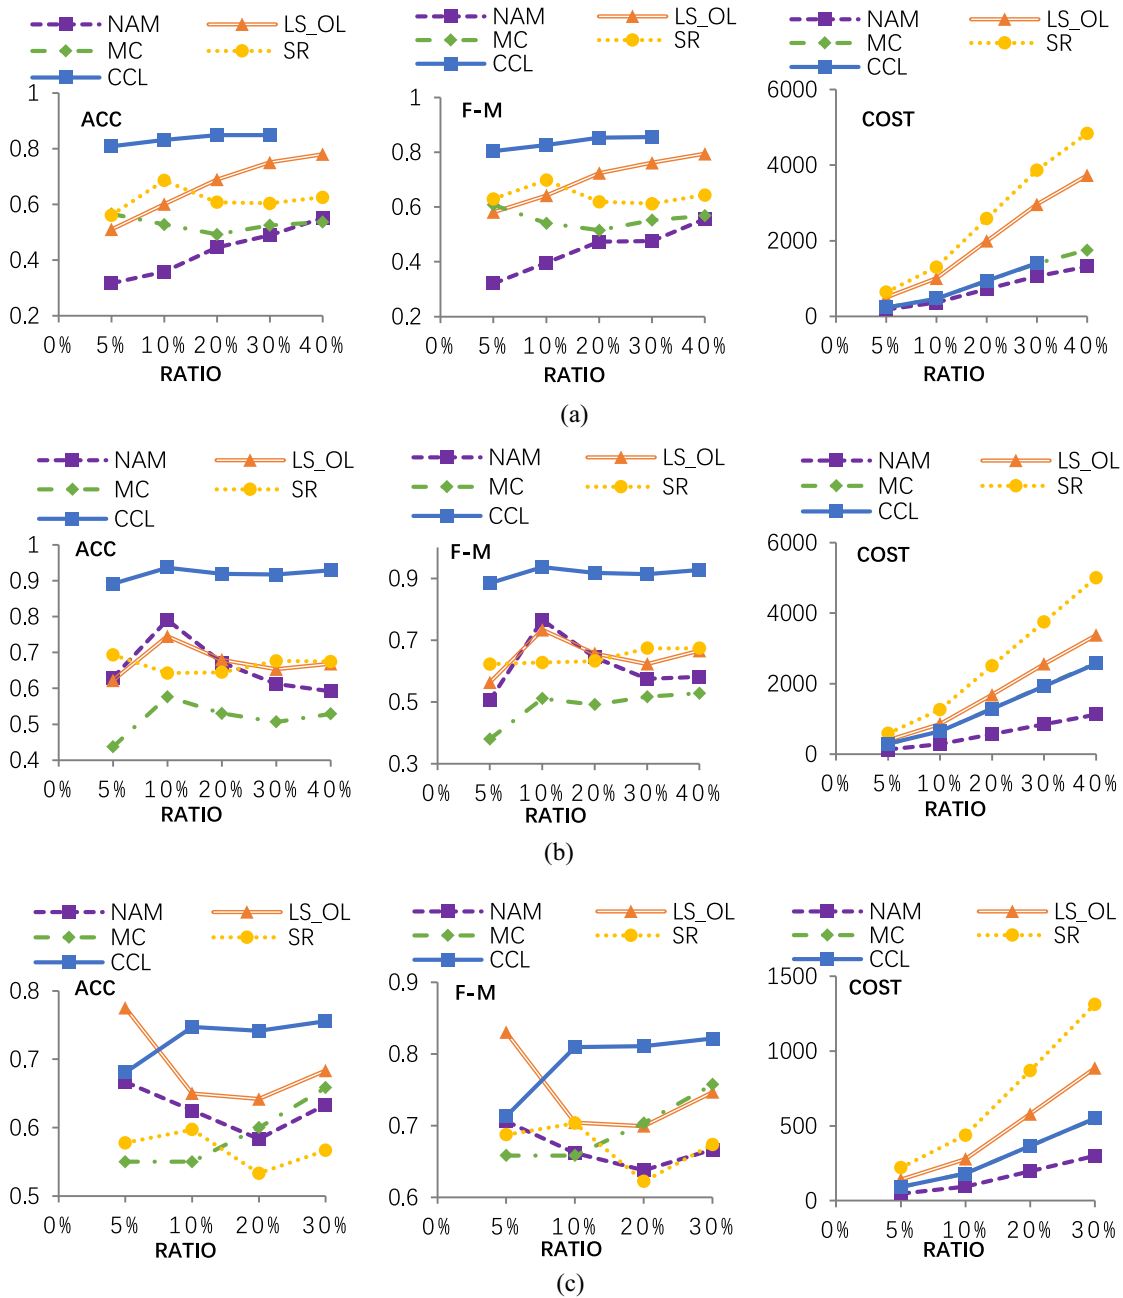 NAM LS_OL
MC SR
CCL
ACC
1
0.8
0.6
0.4
0.2
0% 5% 10% 20% 30% 40%
RATIO
NAM LS_OL
MC SR
CCL
F-M
1
0.8
0.6
0.4
0.2
0% 5% 10% 20% 30% 40%
RATIO
NAM LS_OL
MC SR
CCL
COST
6000
4000
2000
0
0% 5% 10% 20% 30% 40%
RATIO
(a)
NAM LS_OL
MC SR
CCL
ACC
1
0.9
0.8
0.7
0.6
0.5
0.4
0% 5% 10% 20% 30% 40%
RATIO
NAM LS_OL
MC SR
CCL
F-M
0.9
0.7
0.5
0.3
0% 5% 10% 20% 30% 40%
RATIO
NAM LS_OL
MC SR
CCL
COST
6000
4000
2000
0
0% 5% 10% 20% 30% 40%
RATIO
(b)
NAM LS_OL
MC SR
CCL
ACC
0.8
0.7
0.6
0.5
0% 5% 10% 20% 30%
RATIO
NAM LS_OL
MC SR
CCL
F-M
0.9
0.8
0.7
0.6
0% 5% 10% 20% 30%
RATIO
NAM LS_OL
MC SR
CCL
COST
1500
1000
500
0
0% 5% 10% 20% 30%
RATIO
(c)